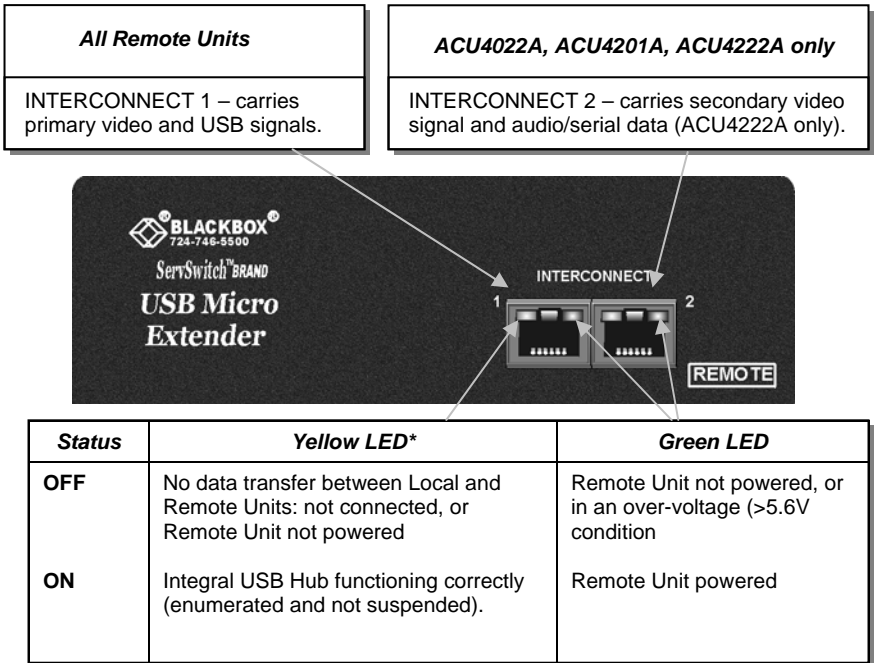 All Remote Units
INTERCONNECT 1 – carries
primary video and USB signals.
ACU4022A, ACU4201A, ACU4222A only
INTERCONNECT 2 – carries secondary video
signal and audio/serial data (ACU4222A only).
®BLACKBOX®
724-746-5500
ServSwitch™BRAND
USB Micro
Extender
INTERCONNECT
1
2
REMOTE
Status
Yellow LED*
Green LED
OFF
No data transfer between Local and
Remote Units: not connected, or
Remote Unit not powered
Remote Unit not powered, or
in an over-voltage (>5.6V
condition
ON
Integral USB Hub functioning correctly
(enumerated and not suspended).
Remote Unit powered